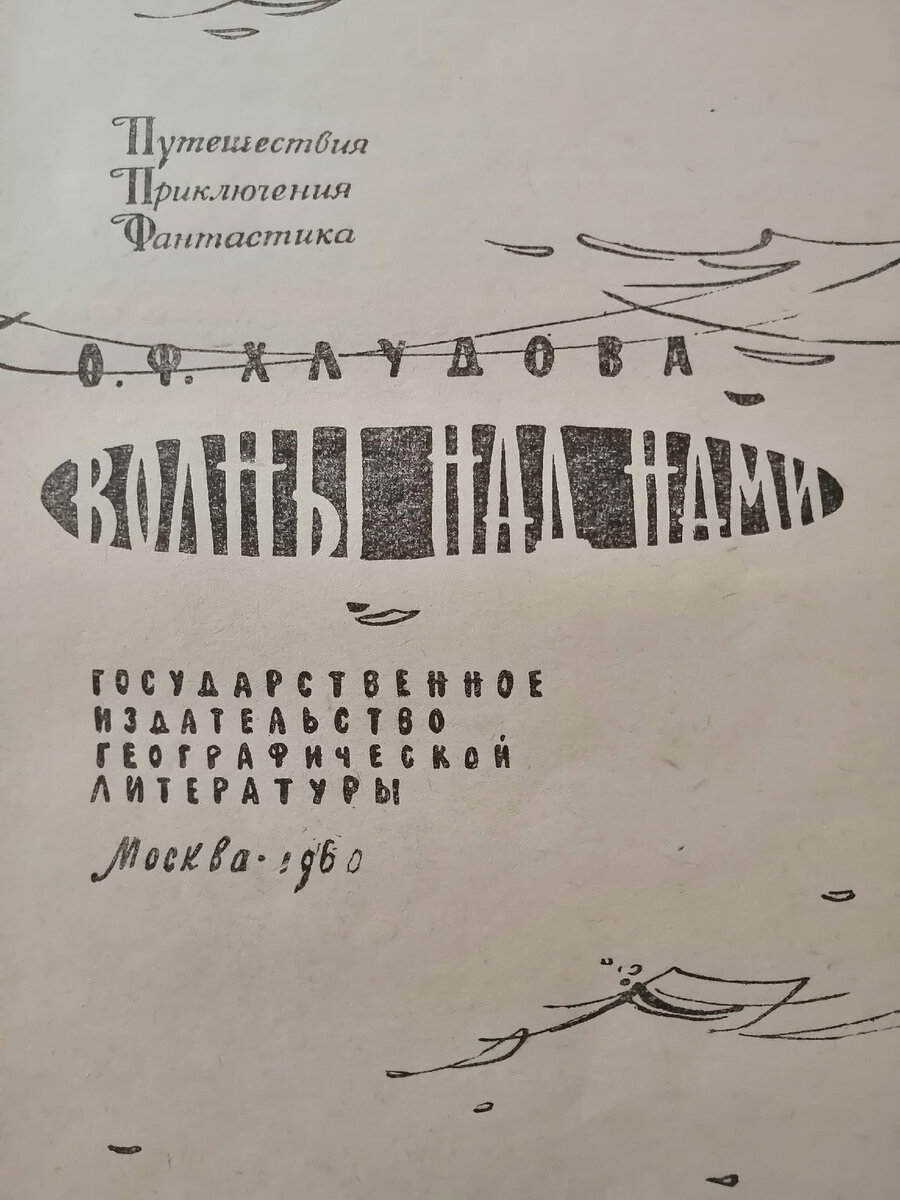 Путешествия
Приключения
Фантастика
О. Ф. ХЛУДОВА
ВОЛНЫ НАД НАМИ
ГОСУДАРСТВЕННОЕ
ИЗДАТЕЛЬСТВО
ГЕОГРАФИЧЕСКОЙ
ЛИТЕРАТУРЫ
Москва · 1960